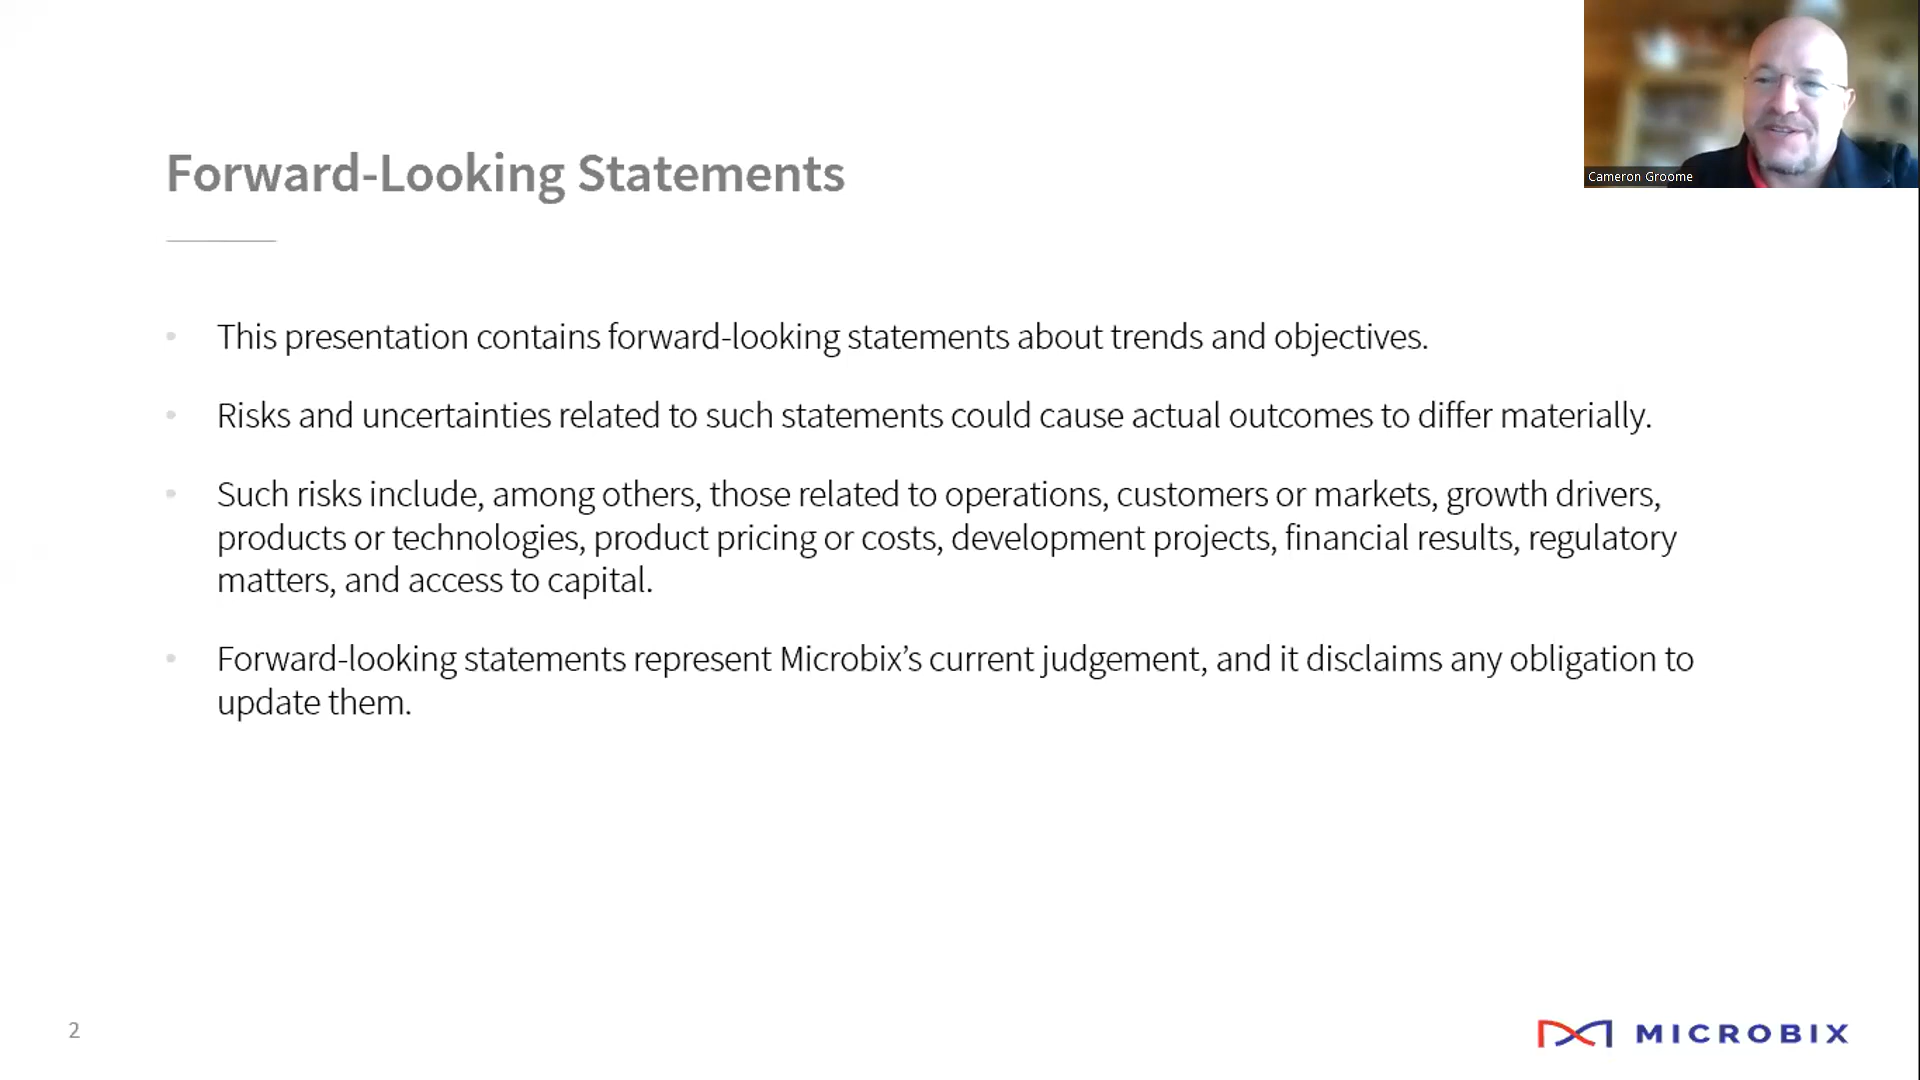 Cameron Groome
Forward-Looking Statements
• This presentation contains forward-looking statements about trends and objectives.
• Risks and uncertainties related to such statements could cause actual outcomes to differ materially.
• Such risks include, among others, those related to operations, customers or markets, growth drivers,
products or technologies, product pricing or costs, development projects, financial results, regulatory
matters, and access to capital.
• Forward-looking statements represent Microbix’s current judgement, and it disclaims any obligation to
update them.
2
MICROBIX